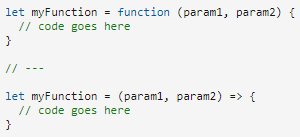 let myFunction = function (param1, param2) {
  // code goes here
}
// ---
let myFunction = (param1, param2) => {
  // code goes here
}